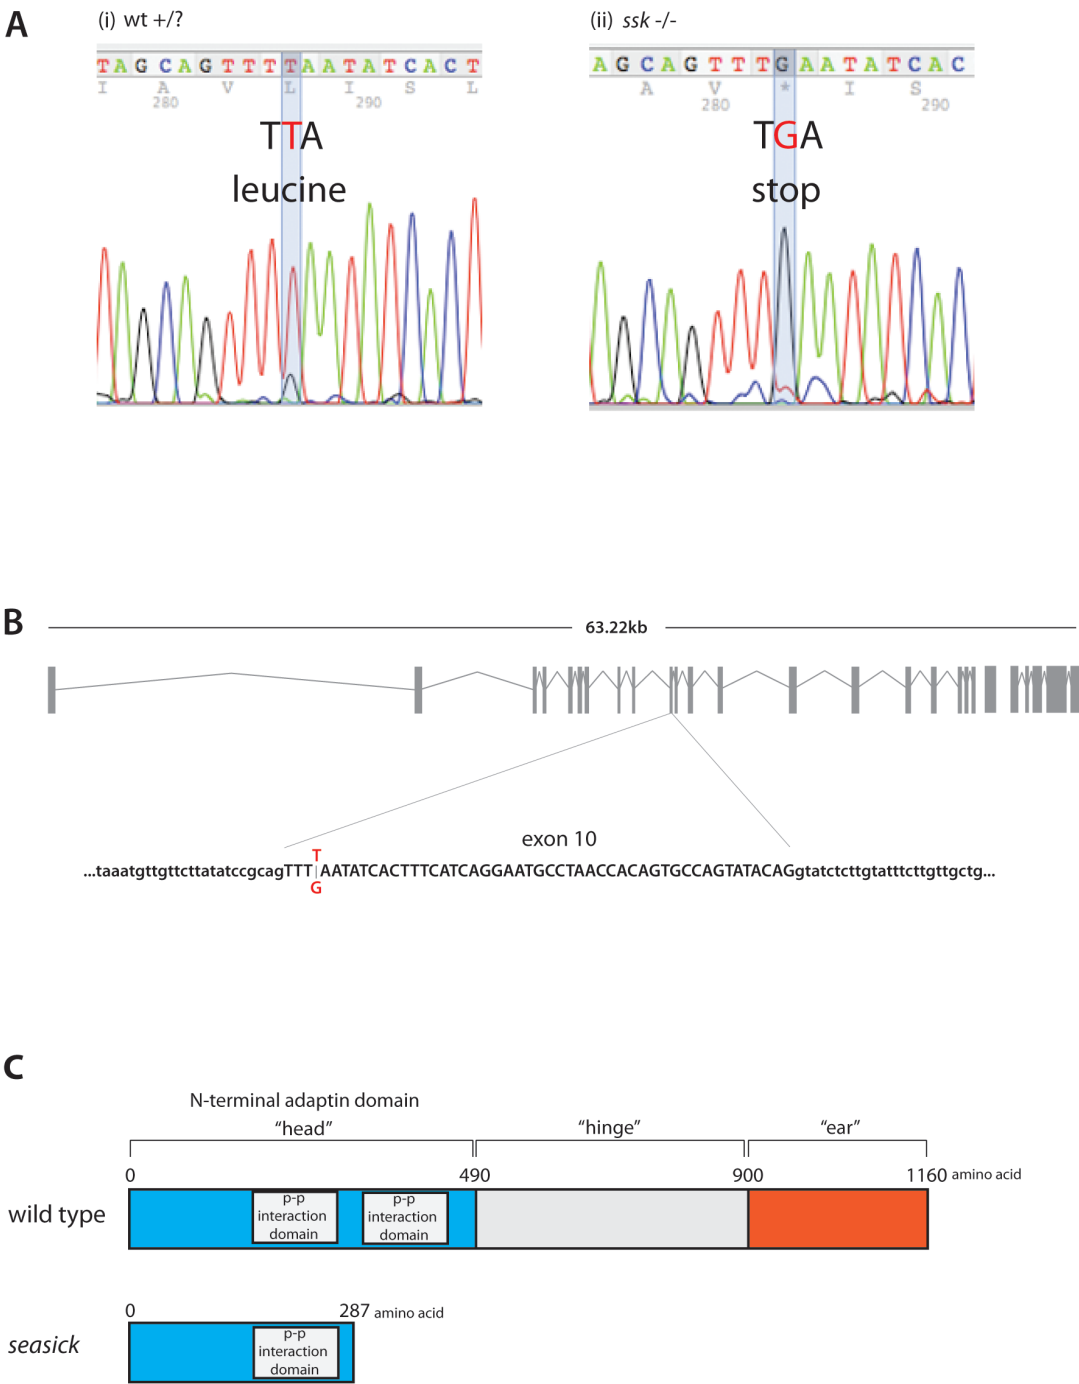 A
(i) wt +/?
(ii) ssk -/-
TAGCAGTTTTAATATCACT
I A V L I S L
280 290
TTA
leucine
AGCAGTTTGAATATCAC
A V * I S
280 290
TGA
stop
B
63.22kb
exon 10
T
...taaatgttgttcttatatccgcagTTT|AATATCACTTTCATCAGGAATGCCTAACCACAGTGCCAGTATACAGgtatctcttgtatttcttgttgctg...
G
C
N-terminal adaptin domain
“head” “hinge” “ear”
0 490 900 1160 amino acid
wild type
p-p
interaction
domain
p-p
interaction
domain
0 287 amino acid
seasick
p-p
interaction
domain